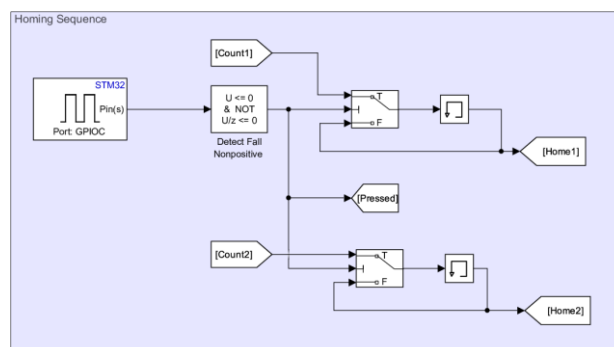 Homing Sequence
[Count1]
STM32
Pin(s)
Port: GPIOC
U <= 0
& NOT
U/z <= 0
Detect Fall
Nonpositive
T
F
[Home1]
[Pressed]
[Count2]
T
F
[Home2]